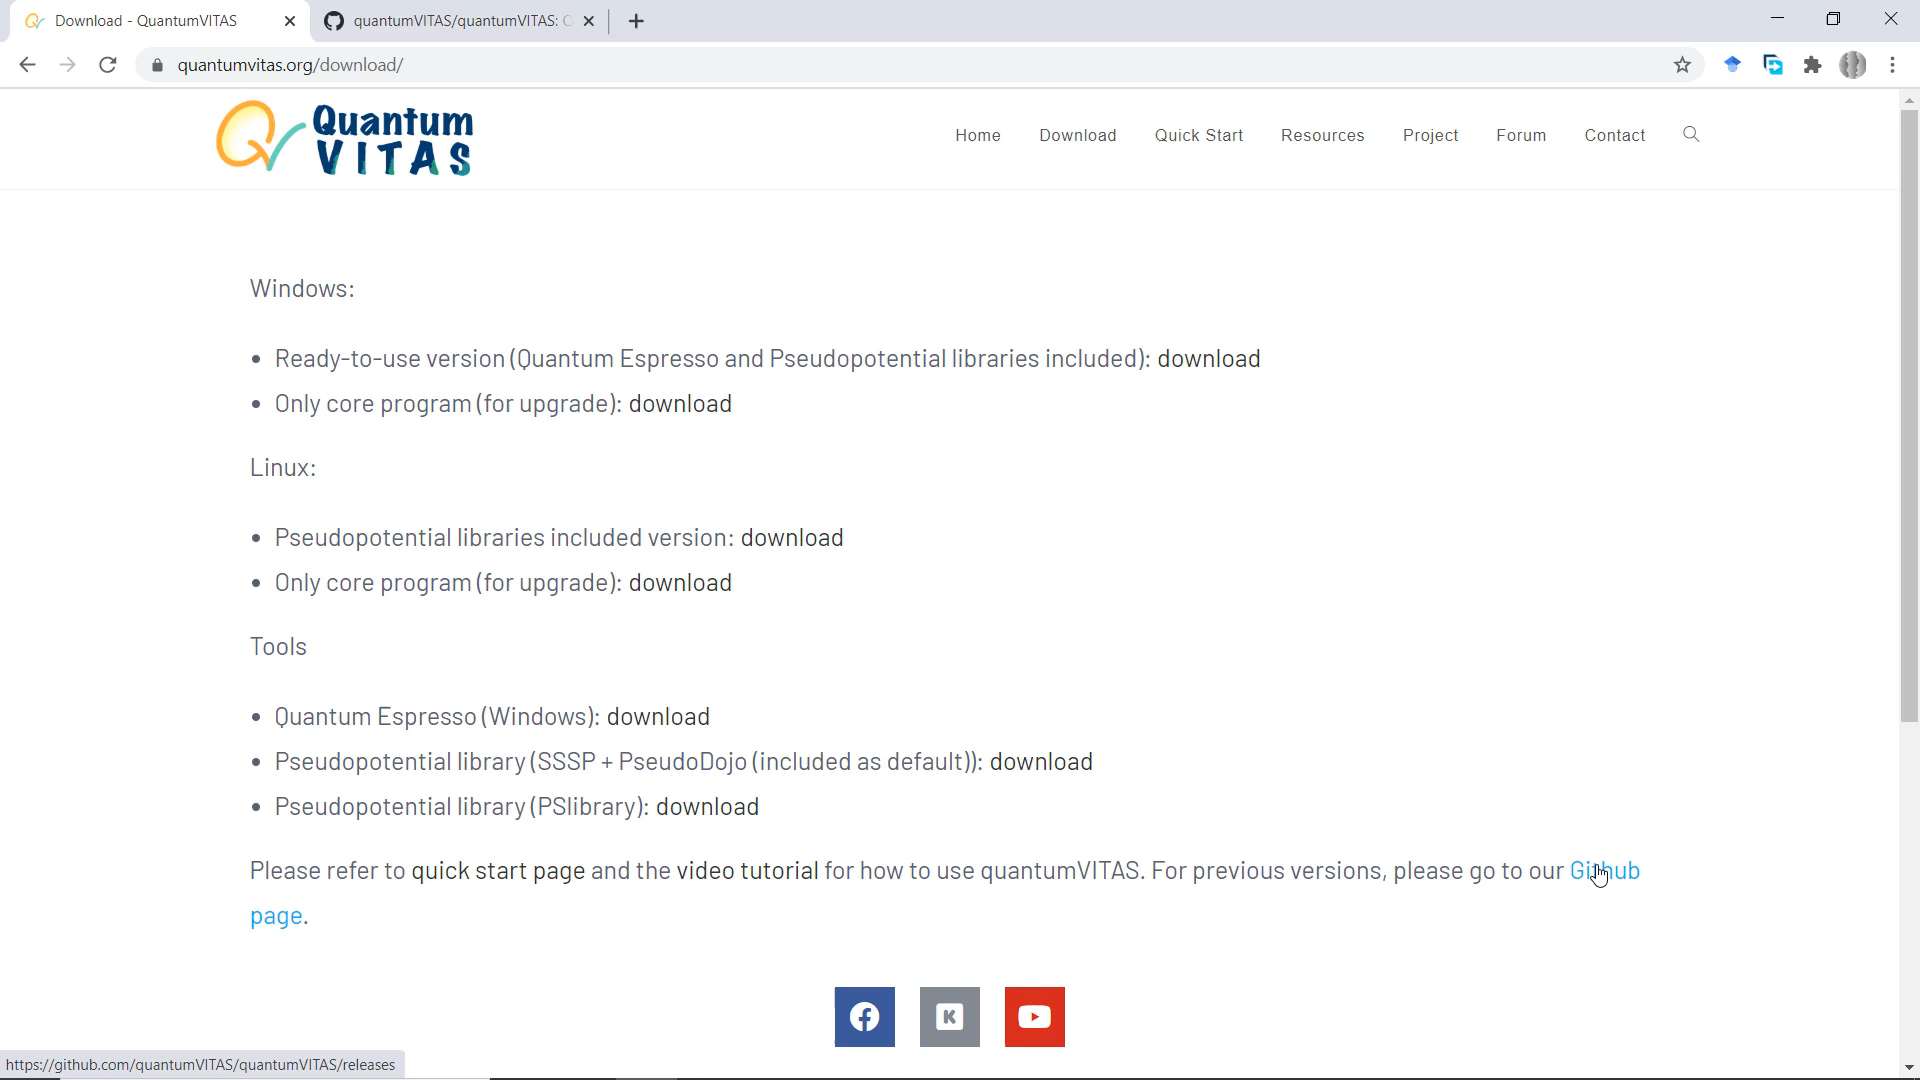 Download - QuantumVITAS
quantumVITAS/quantumVITAS:
quantumvitas.org/download/
Quantum
VITAS
Home Download Quick Start Resources Project Forum Contact
Windows:
• Ready-to-use version (Quantum Espresso and Pseudopotential libraries included): download
• Only core program (for upgrade): download
Linux:
• Pseudopotential libraries included version: download
• Only core program (for upgrade): download
Tools
• Quantum Espresso (Windows): download
• Pseudopotential library (SSSP + PseudoDojo (included as default)): download
• Pseudopotential library (PSlibrary): download
Please refer to quick start page and the video tutorial for how to use quantumVITAS. For previous versions, please go to our Github
page.
K
https://github.com/quantumVITAS/quantumVITAS/releases